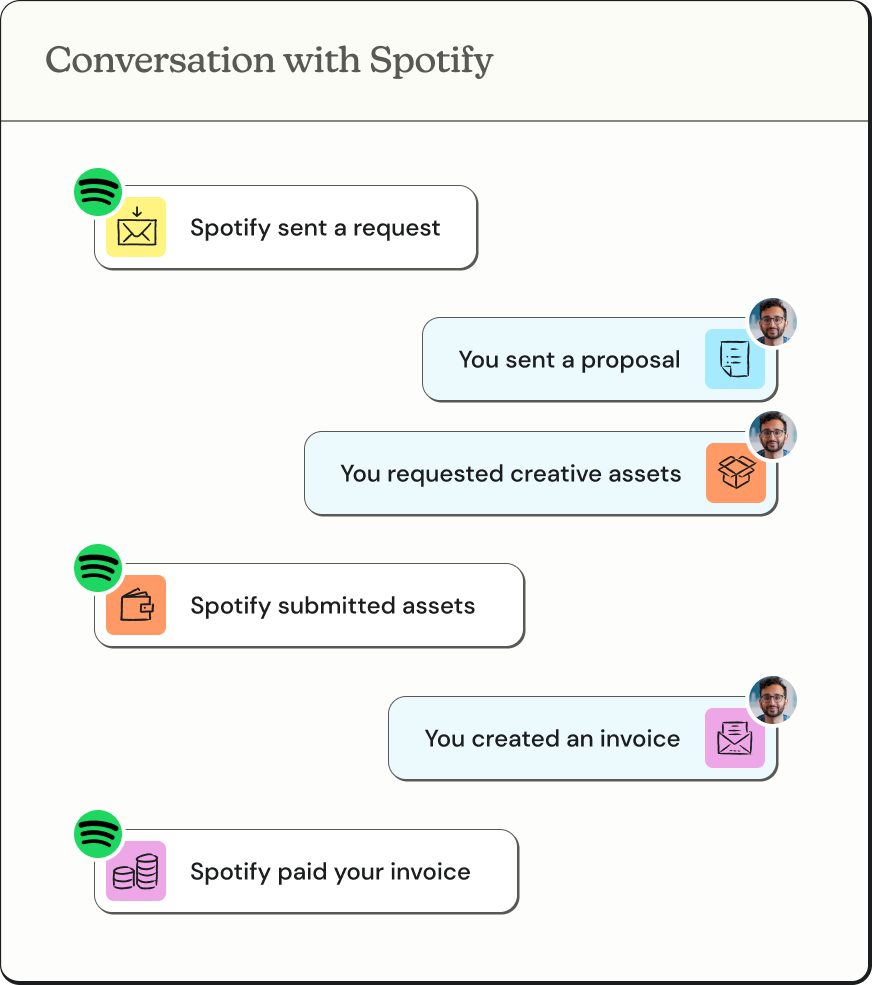 Conversation with Spotify
Spotify sent a request
You sent a proposal
You requested creative assets
Spotify submitted assets
You created an invoice
Spotify paid your invoice